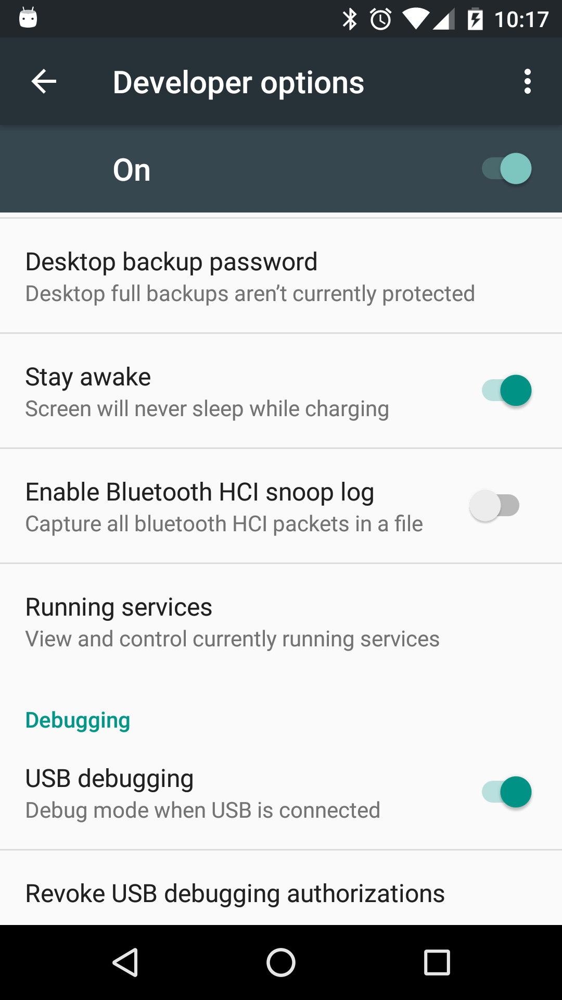 10:17
Developer options
On
Desktop backup password
Desktop full backups aren’t currently protected
Stay awake
Screen will never sleep while charging
Enable Bluetooth HCI snoop log
Capture all bluetooth HCI packets in a file
Running services
View and control currently running services
Debugging
USB debugging
Debug mode when USB is connected
Revoke USB debugging authorizations